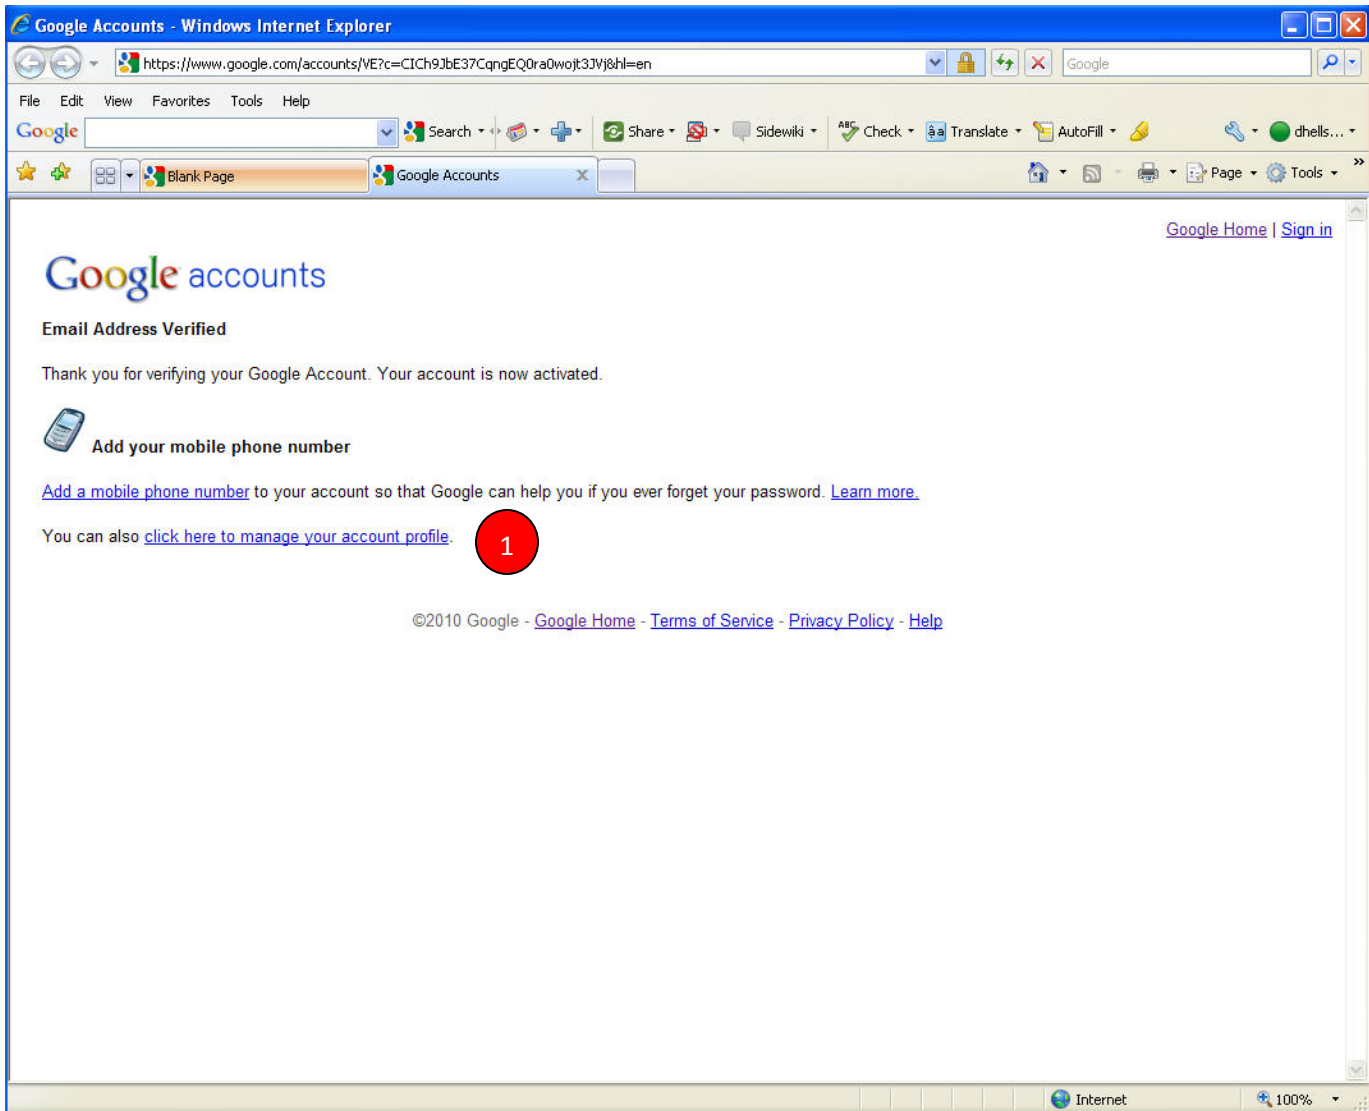 Google Accounts - Windows Internet Explorer
https://www.google.com/accounts/VE?c=CICh9JbE37CqngEQ0ra0wojt3JVj&hl=en
Google
File Edit View Favorites Tools Help
Google Search Share Sidewiki ABC Check âa Translate AutoFill dhells...
Blank Page Google Accounts Page Tools »
Google Home | Sign in
Google accounts
Email Address Verified
Thank you for verifying your Google Account. Your account is now activated.
Add your mobile phone number
Add a mobile phone number to your account so that Google can help you if you ever forget your password. Learn more.
You can also click here to manage your account profile.
1
©2010 Google - Google Home - Terms of Service - Privacy Policy - Help
Internet 100%